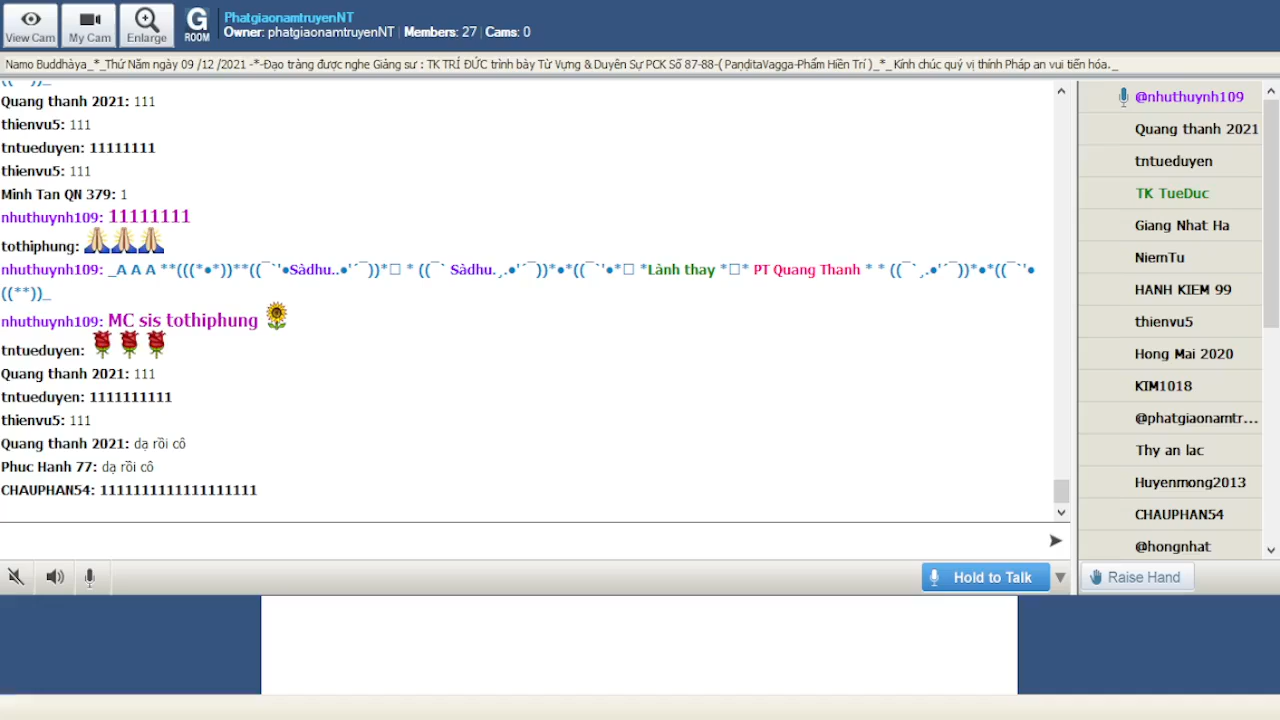 View Cam
My Cam
Enlarge
G
ROOM
PhatgiaonamtruyenNT
Owner: phatgiaonamtruyenNT | Members: 27 | Cams: 0
Namo Buddhàya_*_Thứ Năm ngày 09 /12 /2021 -*-Đạo tràng được nghe Giảng sư : TK TRÍ ĐỨC trình bày Từ Vựng & Duyên Sự PCK Số 87-88-( PaṇḍitaVagga-Phẩm Hiền Trí )_*_ Kính chúc quý vị thính Pháp an vui tiến hóa._
Quang thanh 2021: 111
thienvu5: 111
tntueduyen: 11111111
thienvu5: 111
Minh Tan QN 379: 1
nhuthuynh109: 11111111
tothiphung:
nhuthuynh109: _A A A **(((*•*))**((¯`'•Sàdhu..•'´¯))*□ * ((¯` Sàdhu.¸.•'´¯))*•*((¯`'•*□ *Lành thay *□* PT Quang Thanh * * ((¯`¸.•'´¯))*•*((¯`'•
((**))_
nhuthuynh109: MC sis tothiphung
tntueduyen:
Quang thanh 2021: 111
tntueduyen: 1111111111
thienvu5: 111
Quang thanh 2021: dạ rồi cô
Phuc Hanh 77: dạ rồi cô
CHAUPHAN54: 1111111111111111111
Hold to Talk
@nhuthuynh109
Quang thanh 2021
tntueduyen
TK TueDuc
Giang Nhat Ha
NiemTu
HANH KIEM 99
thienvu5
Hong Mai 2020
KIM1018
@phatgiaonamtr...
Thy an lac
Huyenmong2013
CHAUPHAN54
@hongnhat
Raise Hand